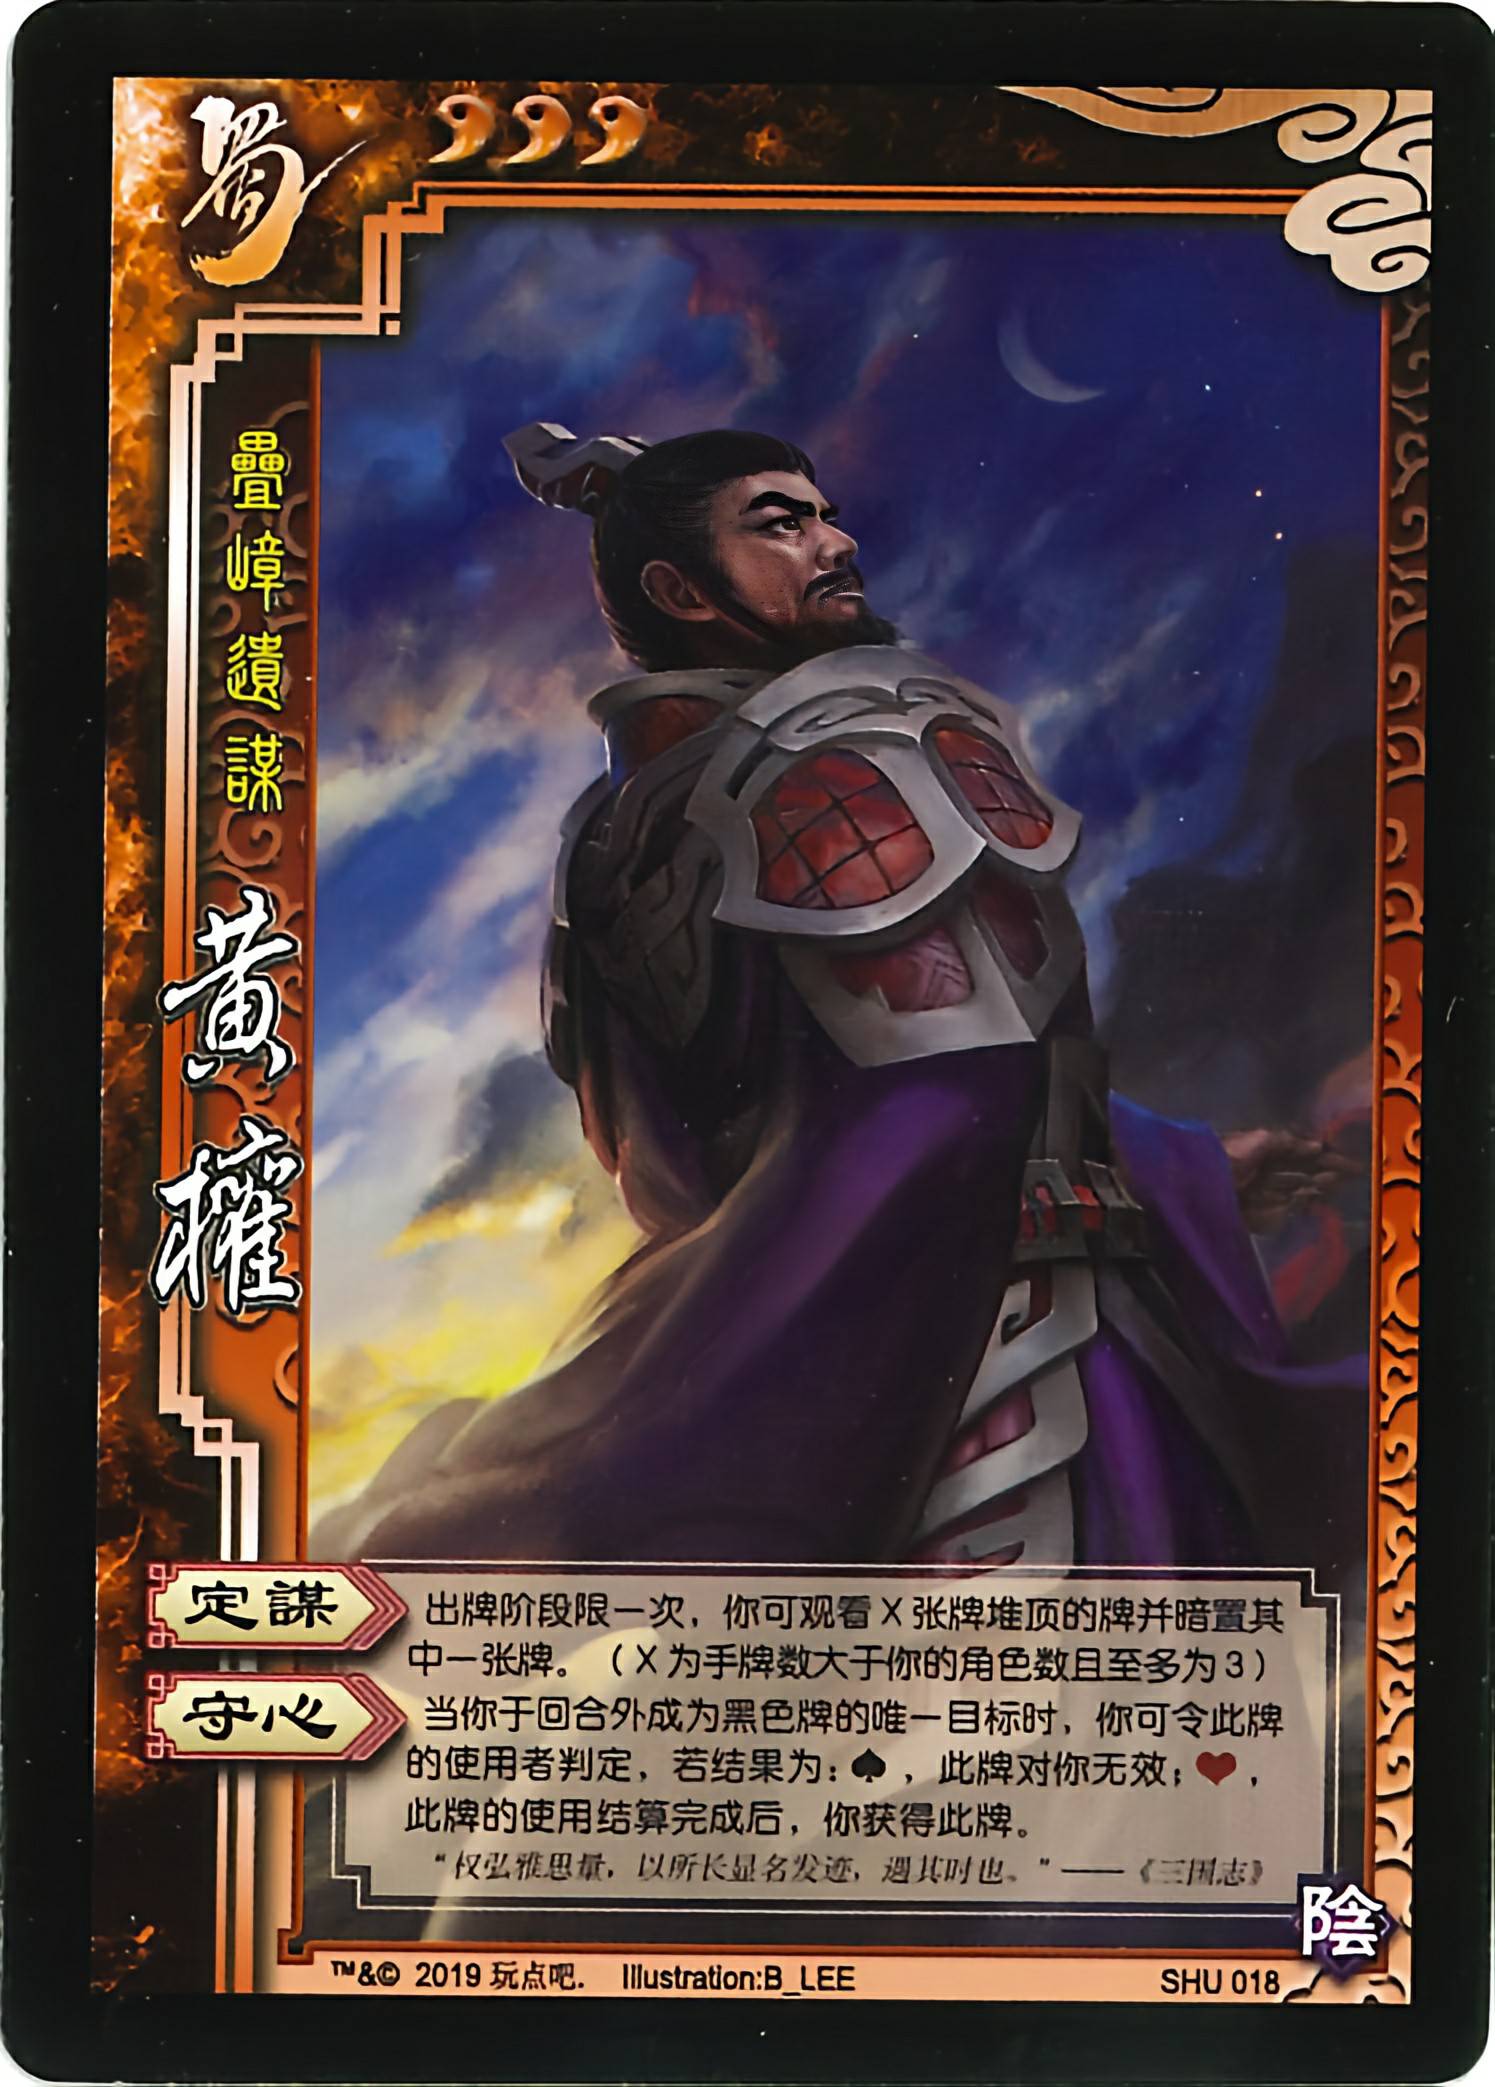 蜀
疊嶂遺謀
黃權
定謀
出牌阶段限一次，你可观看X张牌堆顶的牌并暗置其
中一张牌。（X为手牌数大于你的角色数且至多为3）
守心
当你于回合外成为黑色牌的唯一目标时，你可令此牌
的使用者判定，若结果为：♠，此牌对你无效；♥，
此牌的使用结算完成后，你获得此牌。
“权弘雅思量，以所长显名发迹，遇其时也。”——《三国志》
陰
™&© 2019 玩点吧. Illustration:B_LEE
SHU 018